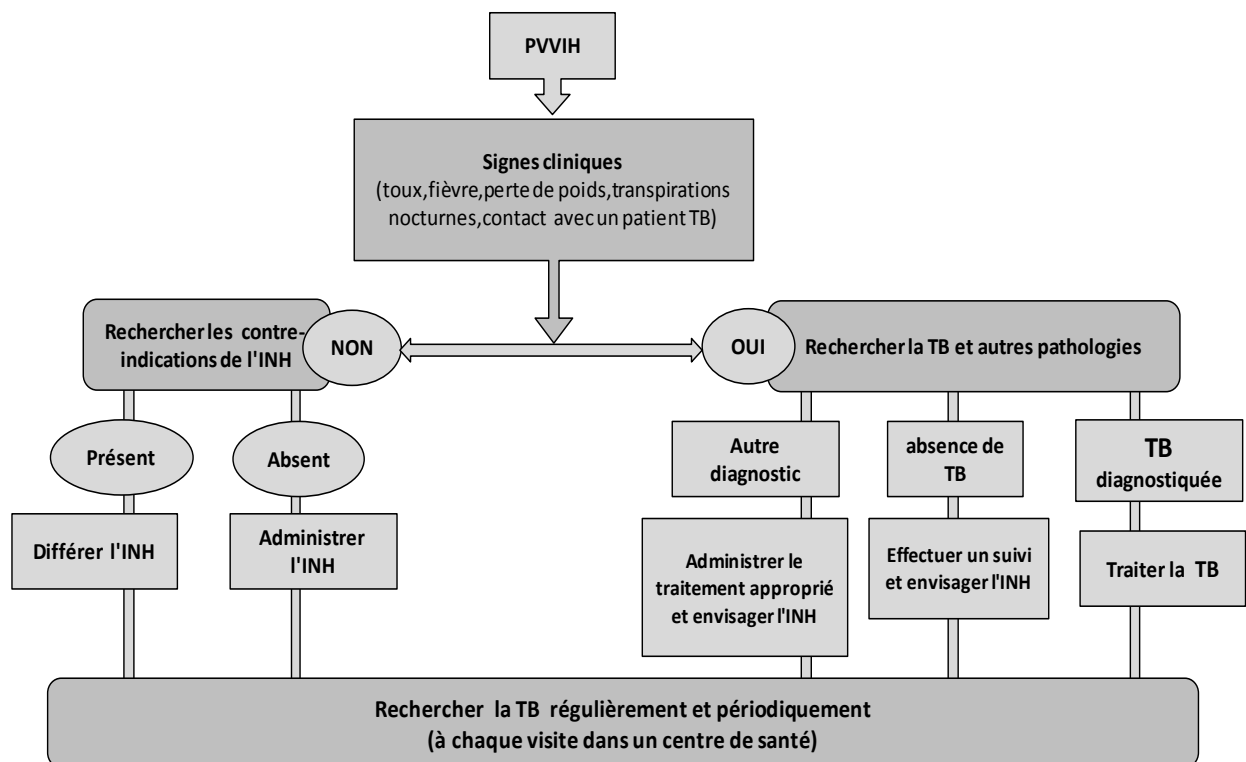 PVVIH
Signes cliniques
(toux,fièvre,perte de poids,transpirations
nocturnes,contact avec un patient TB)
Rechercher les contre-
indications de l'INH
NON
OUI
Rechercher la TB et autres pathologies
Présent
Absent
Autre
diagnostic
absence de
TB
TB
diagnostiquée
Différer l'INH
Administrer
l'INH
Administrer le
traitement approprié
et envisager l'INH
Effectuer un suivi
et envisager l'INH
Traiter la TB
Rechercher la TB régulièrement et périodiquement
(à chaque visite dans un centre de santé)